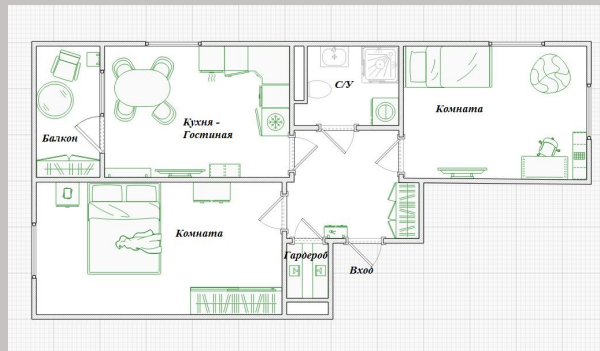 С/У
Комната
Кухня -
Гостиная
Балкон
Комната
Гардероб
Вход